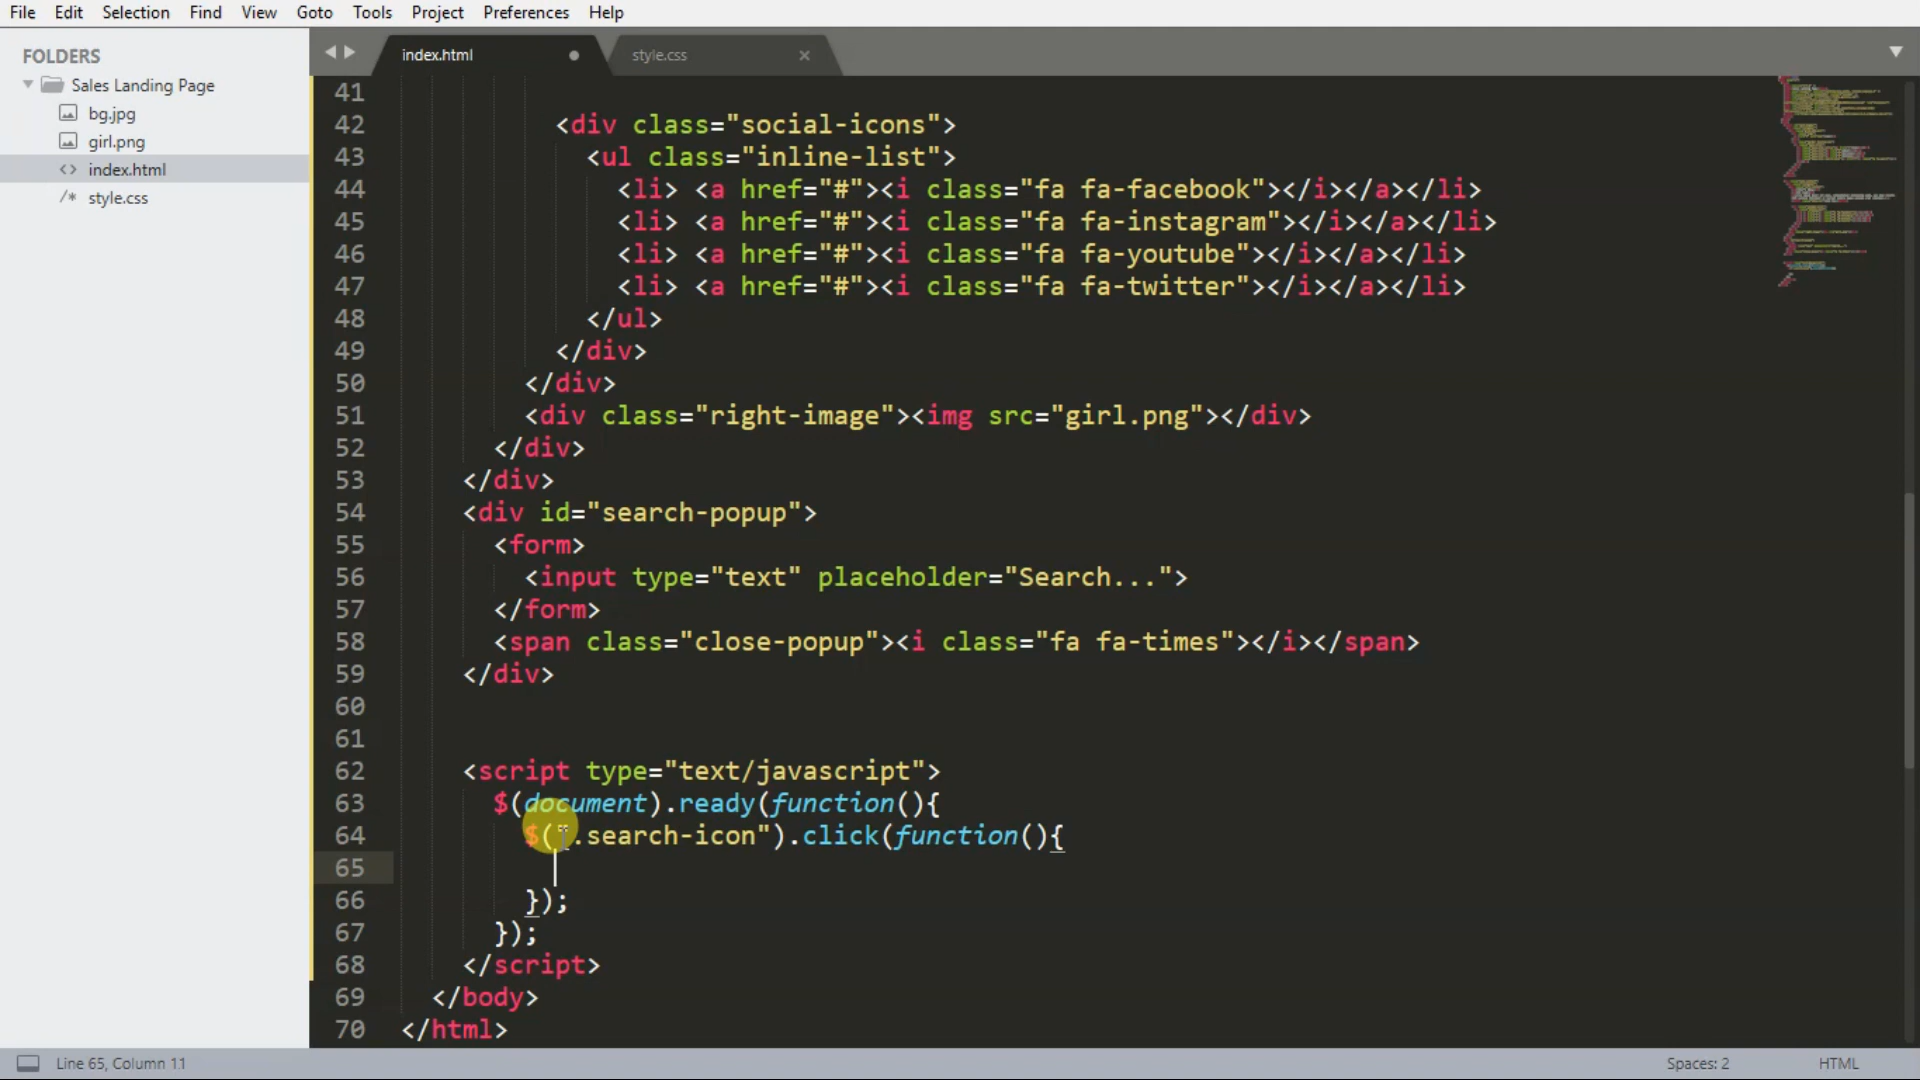 File Edit Selection Find View Goto Tools Project Preferences Help
FOLDERS
Sales Landing Page
bg.jpg
girl.png
<> index.html
/* style.css
index.html
style.css
41
42 <div class="social-icons">
43 <ul class="inline-list">
44 <li> <a href="#"><i class="fa fa-facebook"></i></a></li>
45 <li> <a href="#"><i class="fa fa-instagram"></i></a></li>
46 <li> <a href="#"><i class="fa fa-youtube"></i></a></li>
47 <li> <a href="#"><i class="fa fa-twitter"></i></a></li>
48 </ul>
49 </div>
50 </div>
51 <div class="right-image"><img src="girl.png"></div>
52 </div>
53 </div>
54 <div id="search-popup">
55 <form>
56 <input type="text" placeholder="Search...">
57 </form>
58 <span class="close-popup"><i class="fa fa-times"></i></span>
59 </div>
60
61
62 <script type="text/javascript">
63 $(document).ready(function(){
64 $(".search-icon").click(function(){
65
66 });
67 });
68 </script>
69 </body>
70 </html>
Line 65, Column 11
Spaces: 2
HTML